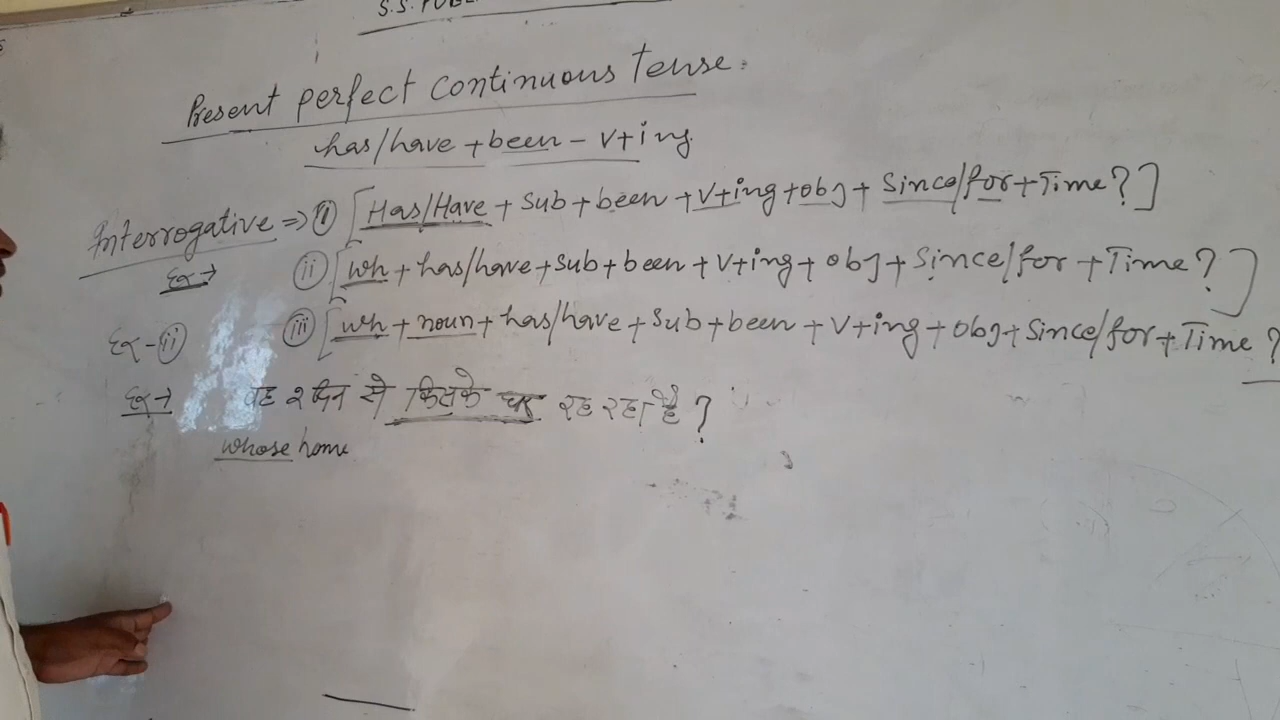 S.S. PUBL
Present perfect continuous tense.
has/have + been - v+ing
Interrogative => (i) [Has/Have + Sub + been + v+ing + obj + Since/for + Time?]
Ex → (ii) [wh + has/have + sub + been + v+ing + obj + Since/for + Time?]
Ex - (ii) (iii) [wh + noun + has/have + sub + been + v+ing + obj + Since/for + Time?
Ex → वह २ दिन से किसके घर रह रहा है?
whose home